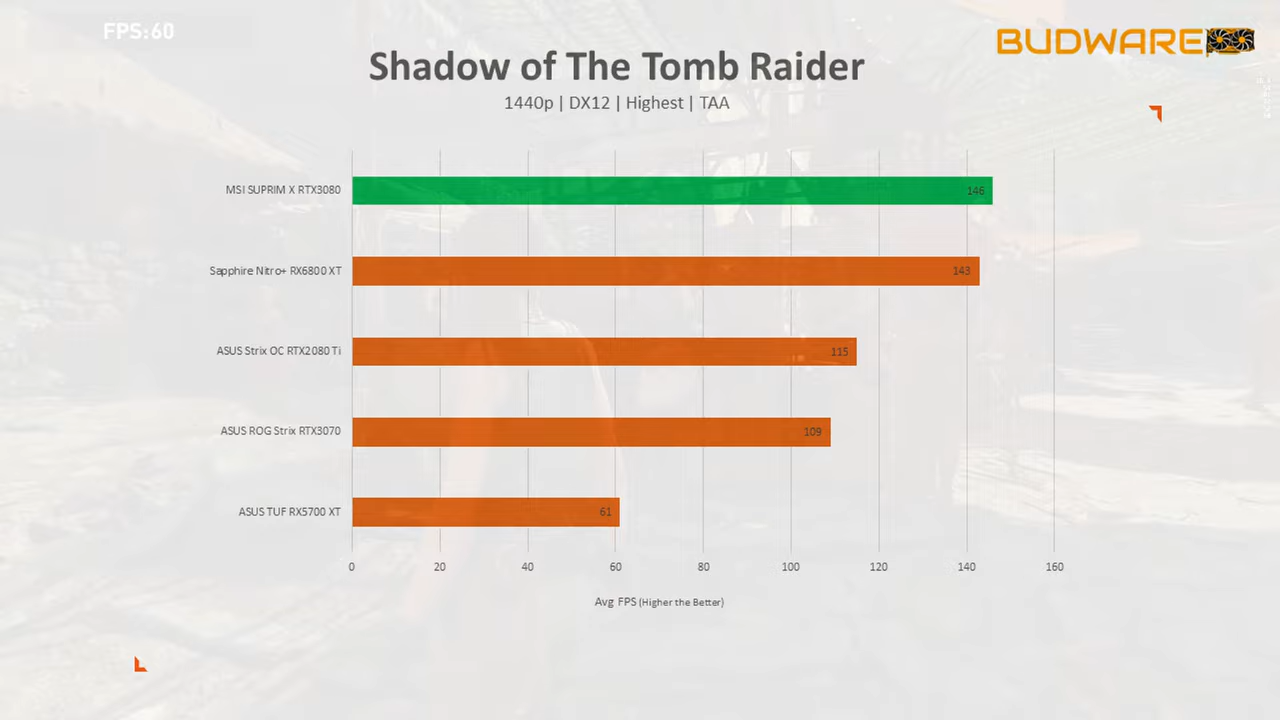 FPS:60
BUDWARE
Shadow of The Tomb Raider
1440p | DX12 | Highest | TAA
MSI SUPRIM X RTX3080
146
Sapphire Nitro+ RX6800 XT
143
ASUS Strix OC RTX2080 Ti
115
ASUS ROG Strix RTX3070
109
ASUS TUF RX5700 XT
61
0 20 40 60 80 100 120 140 160
Avg FPS (Higher the Better)